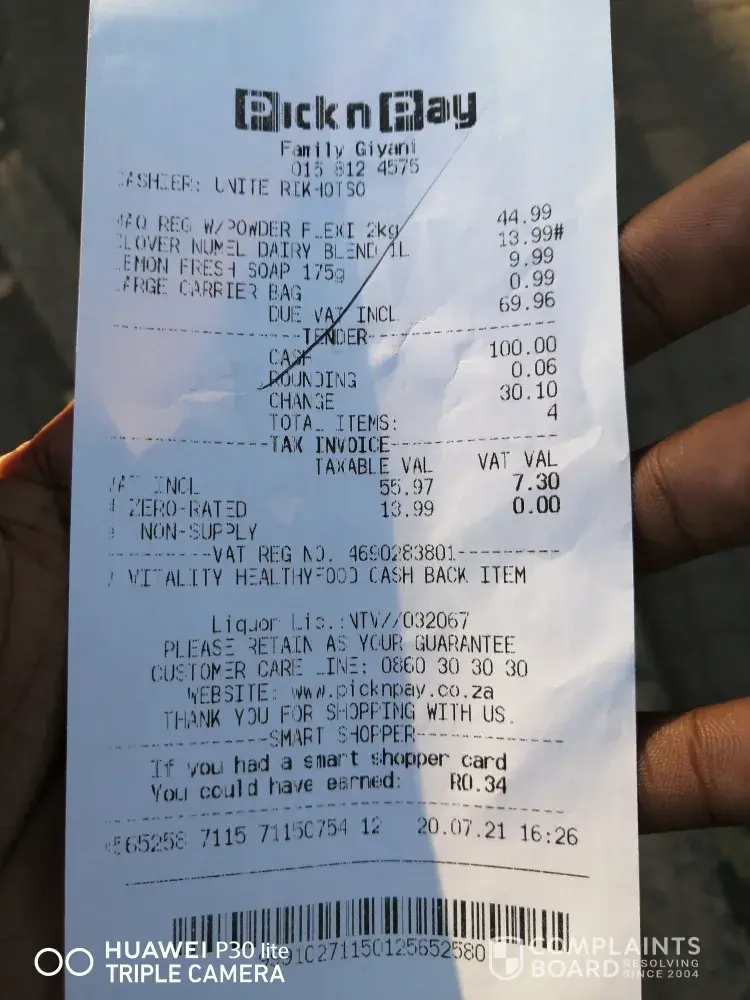 Pick n Pay
Family Giyani
015 812 4575
CASHIER: UNITE RIKHOTSO
MAQ REG W/POWDER FLEXI 2kg 44.99
CLOVER NUMEL DAIRY BLEND 1L 13.99#
LEMON FRESH SOAP 175g 9.99
LARGE CARRIER BAG 0.99
DUE VAT INCL 69.96
TENDER
CASH 100.00
ROUNDING 0.06
CHANGE 30.10
TOTAL ITEMS: 4
TAX INVOICE
TAXABLE VAL VAT VAL
VAT INCL 55.97 7.30
# ZERO-RATED 13.99 0.00
NON-SUPPLY
VAT REG NO. 4690283801
VITALITY HEALTHYFOOD CASH BACK ITEM
Liquor Lic.:NTV//032067
PLEASE RETAIN AS YOUR GUARANTEE
CUSTOMER CARE LINE: 0860 30 30 30
WEBSITE: www.picknpay.co.za
THANK YOU FOR SHOPPING WITH US.
SMART SHOPPER
If you had a smart shopper card
You could have earned: R0.34
565258 7115 7115C754 12 20.07.21 16:26
HUAWEI P30 lite
TRIPLE CAMERA
COMPLAINTS
BOARD RESOLVING SINCE 2004